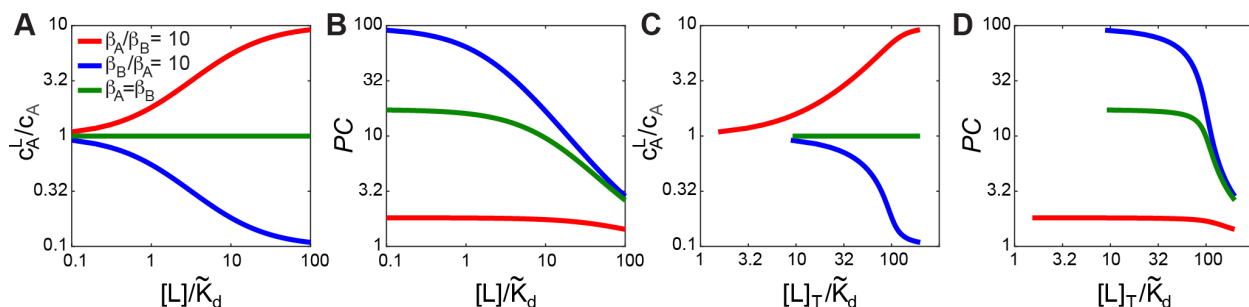 A
10
3.2
1
0.32
0.1
c_A^L/c_A
β_A/β_B= 10
β_B/β_A= 10
β_A=β_B
0.1 1 10 100
[L]/K̃_d
B
100
32
10
3.2
1
PC
0.1 1 10 100
[L]/K̃_d
C
10
3.2
1
0.32
0.1
c_A^L/c_A
1 3.2 10 32 100
[L]_T/K̃_d
D
100
32
10
3.2
1
PC
1 3.2 10 32 100
[L]_T/K̃_d